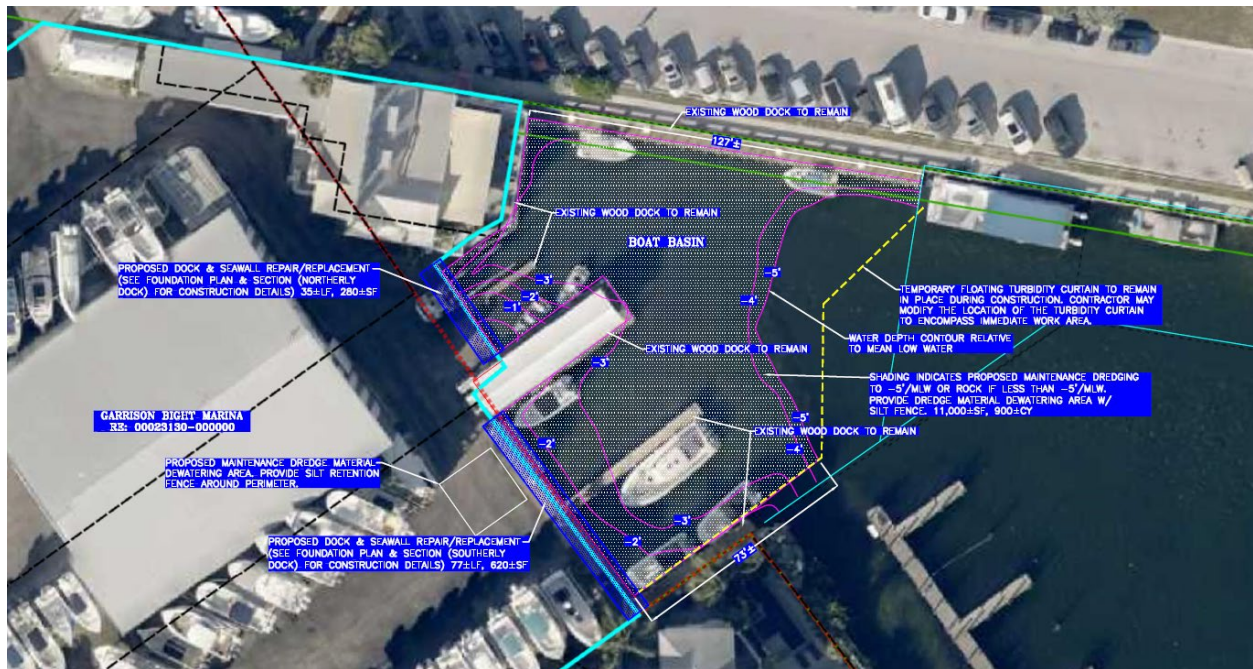 EXISTING WOOD DOCK TO REMAIN
127'±
EXISTING WOOD DOCK TO REMAIN
BOAT BASIN
PROPOSED DOCK & SEAWALL REPAIR/REPLACEMENT
(SEE FOUNDATION PLAN & SECTION (NORTHERLY
DOCK) FOR CONSTRUCTION DETAILS) 35±LF, 280±SF
-5'
-3'
-2'
-1'
-4'
TEMPORARY FLOATING TURBIDITY CURTAIN TO REMAIN
IN PLACE DURING CONSTRUCTION. CONTRACTOR MAY
MODIFY THE LOCATION OF THE TURBIDITY CURTAIN
TO ENCOMPASS IMMEDIATE WORK AREA.
WATER DEPTH CONTOUR RELATIVE
TO MEAN LOW WATER
EXISTING WOOD DOCK TO REMAIN
-3'
SHADING INDICATES PROPOSED MAINTENANCE DREDGING
TO -5'/MLW OR ROCK IF LESS THAN -5'/MLW.
PROVIDE DREDGE MATERIAL DEWATERING AREA W/
SILT FENCE. 11,000±SF, 900±CY
GARRISON BIGHT MARINA
RE: 00023130-000000
-5'
EXISTING WOOD DOCK TO REMAIN
-2'
-4'
PROPOSED MAINTENANCE DREDGE MATERIAL
DEWATERING AREA. PROVIDE SILT RETENTION
FENCE AROUND PERIMETER.
-3'
-2'
PROPOSED DOCK & SEAWALL REPAIR/REPLACEMENT
(SEE FOUNDATION PLAN & SECTION (SOUTHERLY
DOCK) FOR CONSTRUCTION DETAILS) 77±LF, 620±SF
73'±